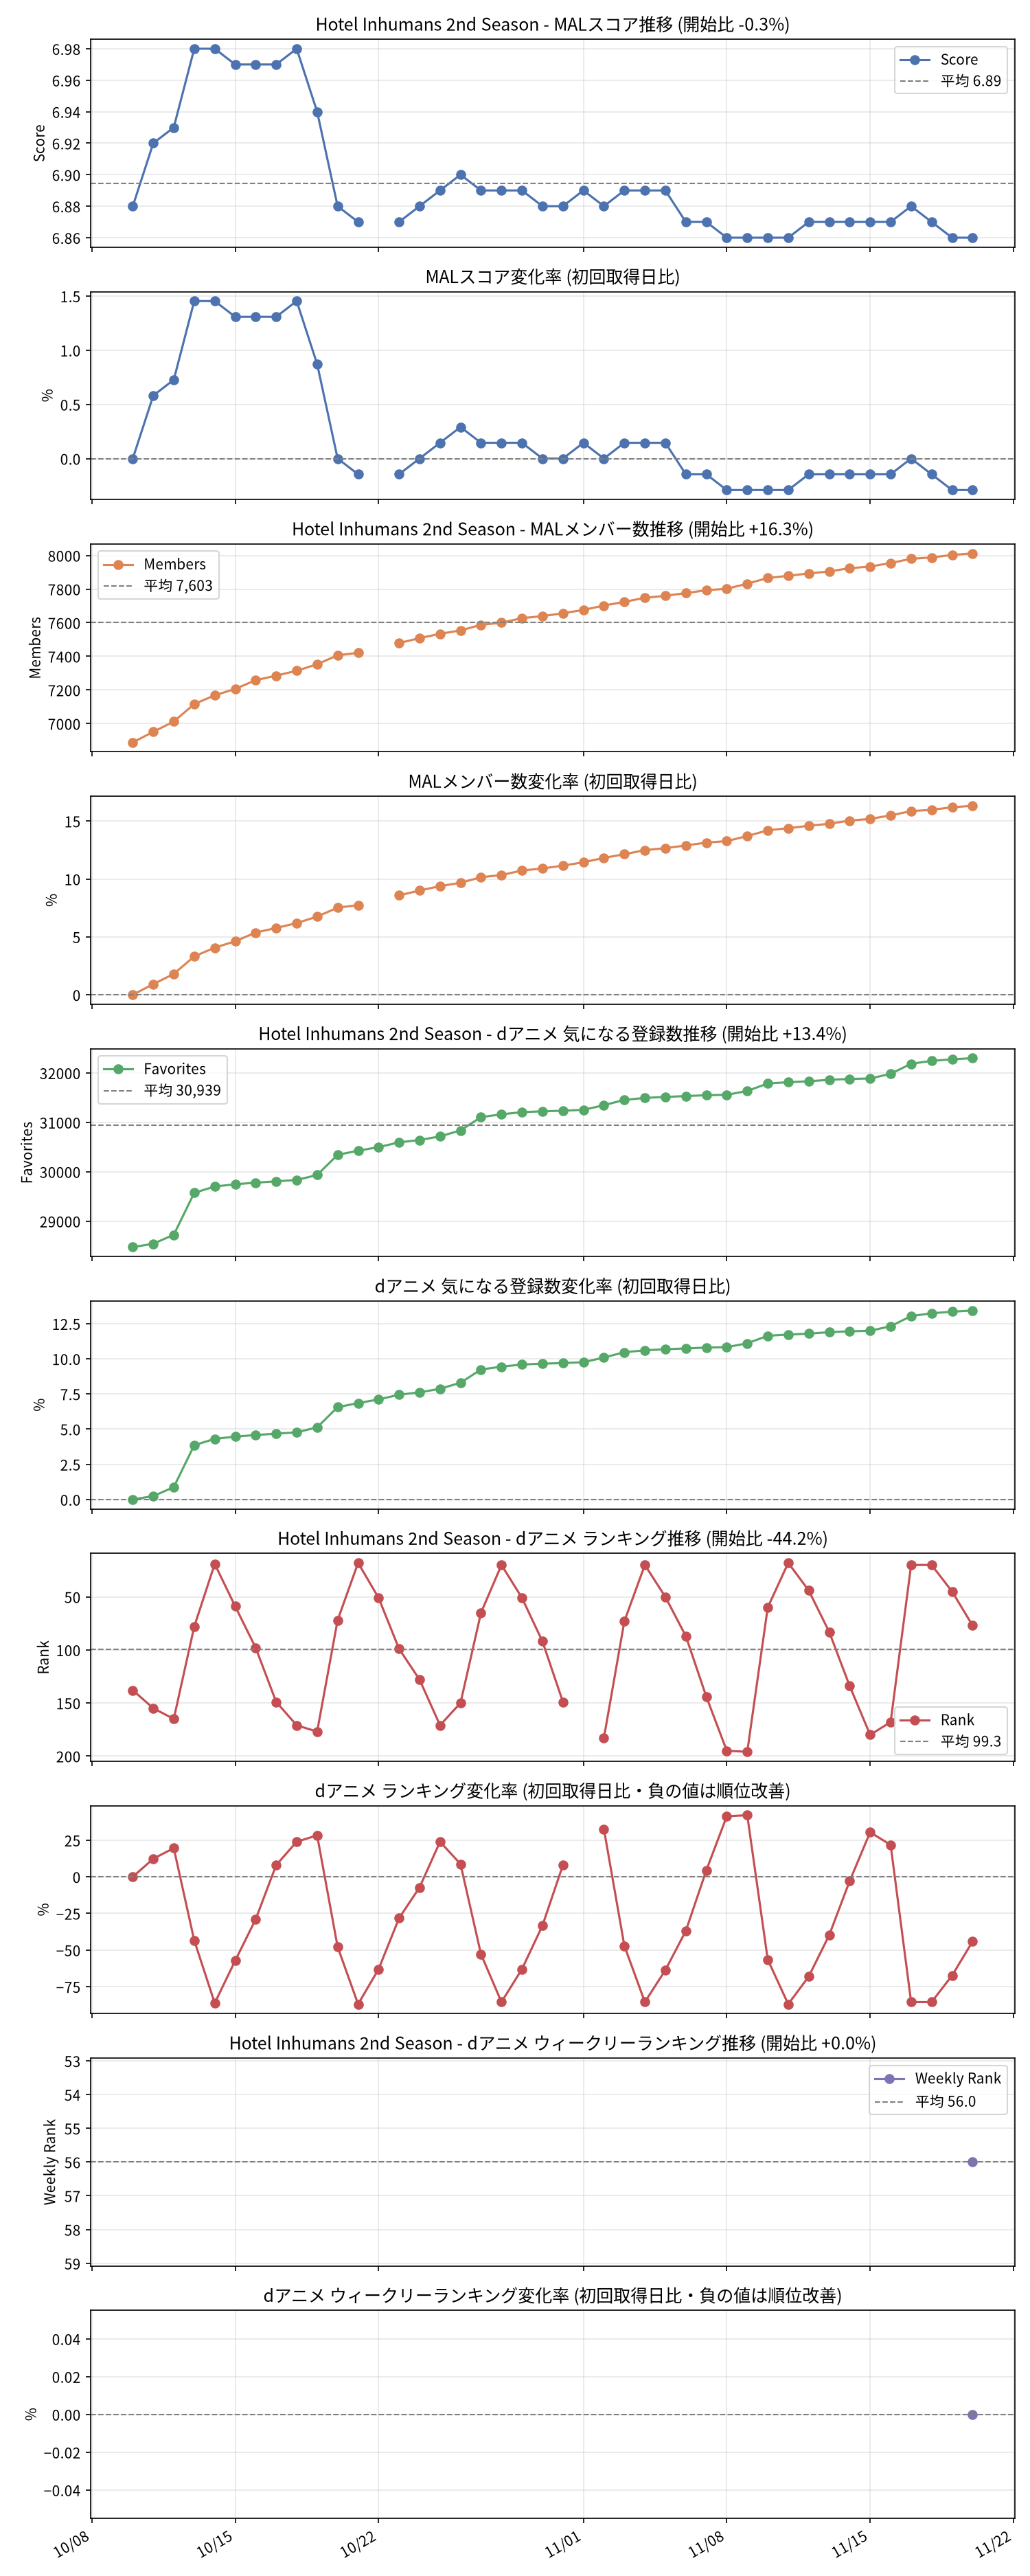 Hotel Inhumans 2nd Season - MALスコア推移 (開始比 -0.3%)
6.98
6.96
6.94
6.92
6.90
6.88
6.86
Score
Score
平均 6.89
MALスコア変化率 (初回取得日比)
1.5
1.0
0.5
0.0
%
Hotel Inhumans 2nd Season - MALメンバー数推移 (開始比 +16.3%)
8000
7800
7600
7400
7200
7000
Members
Members
平均 7,603
MALメンバー数変化率 (初回取得日比)
15
10
5
0
%
Hotel Inhumans 2nd Season - dアニメ 気になる登録数推移 (開始比 +13.4%)
32000
31000
30000
29000
Favorites
Favorites
平均 30,939
dアニメ 気になる登録数変化率 (初回取得日比)
12.5
10.0
7.5
5.0
2.5
0.0
%
Hotel Inhumans 2nd Season - dアニメ ランキング推移 (開始比 -44.2%)
50
100
150
200
Rank
Rank
平均 99.3
dアニメ ランキング変化率 (初回取得日比・負の値は順位改善)
25
0
−25
−50
−75
%
Hotel Inhumans 2nd Season - dアニメ ウィークリーランキング推移 (開始比 +0.0%)
53
54
55
56
57
58
59
Weekly Rank
Weekly Rank
平均 56.0
dアニメ ウィークリーランキング変化率 (初回取得日比・負の値は順位改善)
0.04
0.02
0.00
−0.02
−0.04
%
10/08
10/15
10/22
11/01
11/08
11/15
11/22